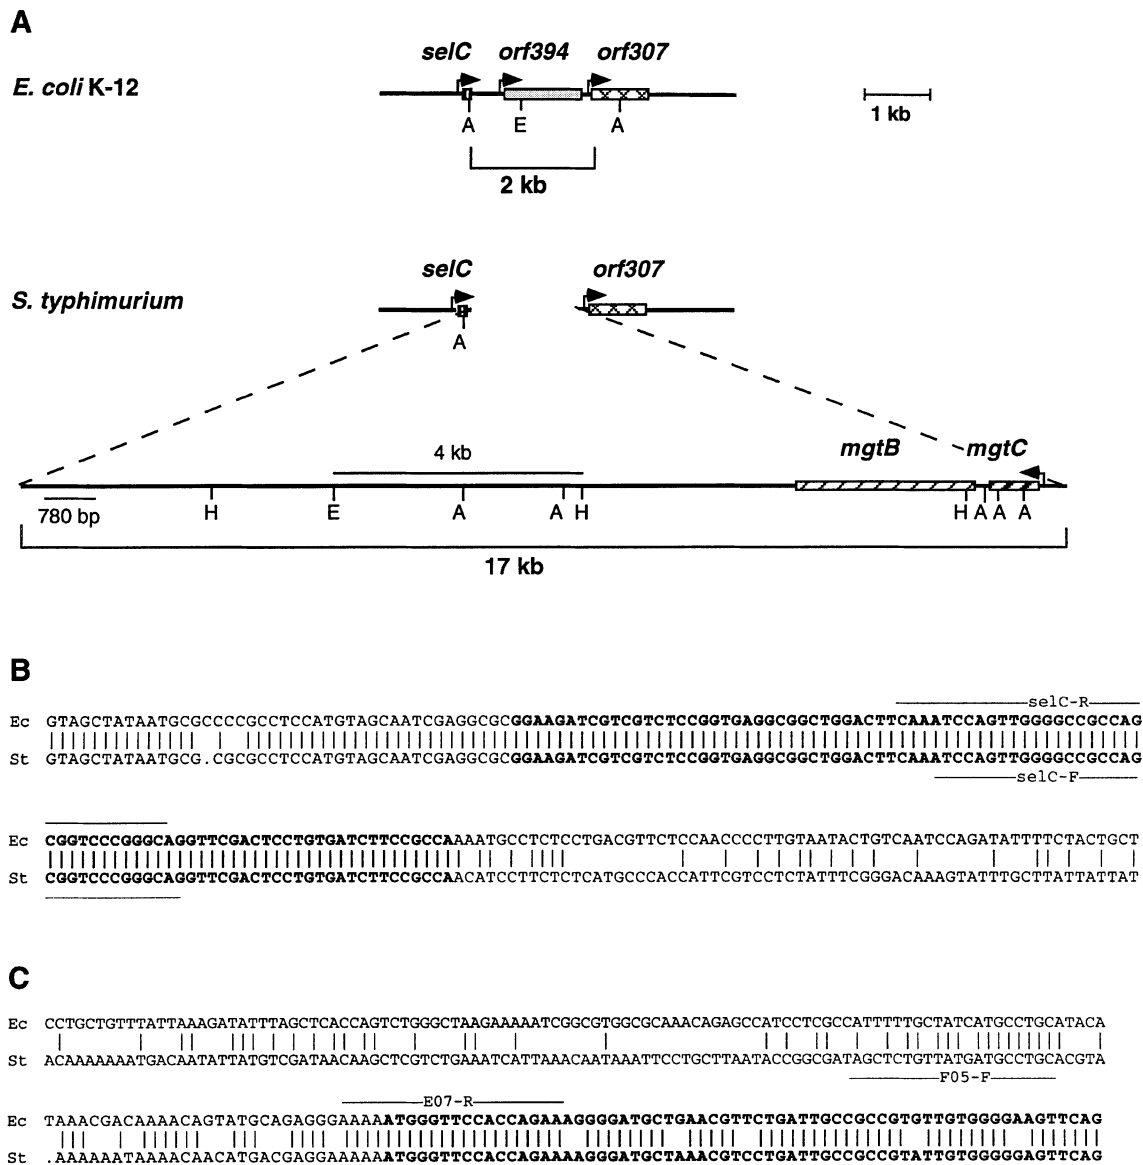 A
selC orf394 orf307
E. coli K-12
A E A
1 kb
2 kb
selC orf307
S. typhimurium
A
mgtB mgtC
4 kb
780 bp H E A A H H A A A
17 kb
B
selC-R
Ec GTAGCTATAATGCGCCCCGCCTCCATGTAGCAATCGAGGCGCGGAAGATCGTCGTCTCCGGTGAGGCGGCTGGACTTCAAATCCAGTTGGGGCCGCCAG
St GTAGCTATAATGCG.CGCGCCTCCATGTAGCAATCGAGGCGCGGAAGATCGTCGTCTCCGGTGAGGCGGCTGGACTTCAAATCCAGTTGGGGCCGCCAG
selC-F
Ec CGGTCCCGGGCAGGTTCGACTCCTGTGATCTTCCGCCAAAATGCCTCTCCTGACGTTCTCCAACCCCTTGTAATACTGTCAATCCAGATATTTTCTACTGCT
St CGGTCCCGGGCAGGTTCGACTCCTGTGATCTTCCGCCAACATCCTTCTCTCATGCCCACCATTCGTCCTCTATTTCGGGACAAAGTATTTGCTTATTATTAT
C
Ec CCTGCTGTTTATTAAAGATATTTAGCTCACCAGTCTGGGCTAAGAAAAATCGGCGTGGCGCAAACAGAGCCATCCTCGCCATTTTTGCTATCATGCCTGCATACA
St ACAAAAAAATGACAATATTATGTCGATAACAAGCTCGTCTGAAATCATTAAACAATAAATTCCTGCTTAATACCGGCGATAGCTCTGTTATGATGCCTGCACGTA
F05-F
E07-R
Ec TAAACGACAAAACAGTATGCAGAGGGAAAAAATGGGTTCCACCAGAAAGGGGATGCTGAACGTTCTGATTGCCGCCGTGTTGTGGGGAAGTTCAG
St .AAAAAATAAAACAACATGACGAGGAAAAAAATGGGTTCCACCAGAAAAGGGATGCTAAACGTCCTGATTGCCGCCGTATTGTGGGGGAGTTCAG